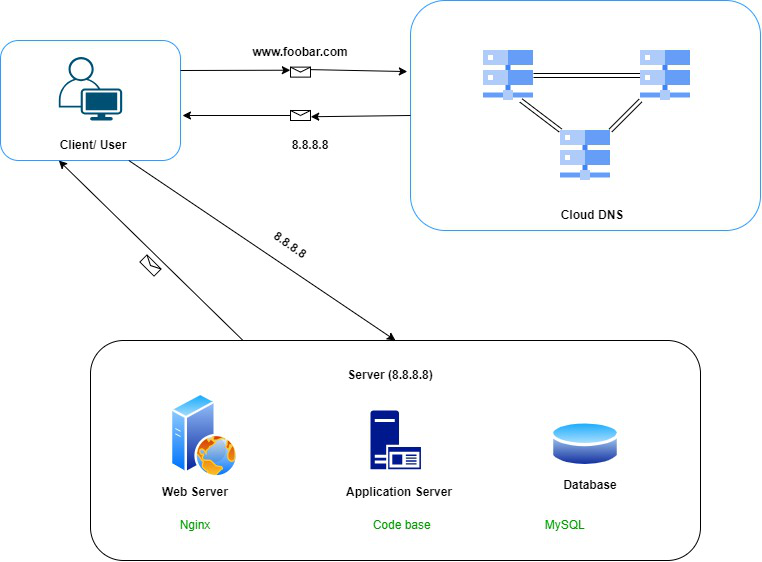 www.foobar.com
Client/ User
8.8.8.8
Cloud DNS
8.8.8.8
Server (8.8.8.8)
Web Server
Application Server
Database
Nginx
Code base
MySQL